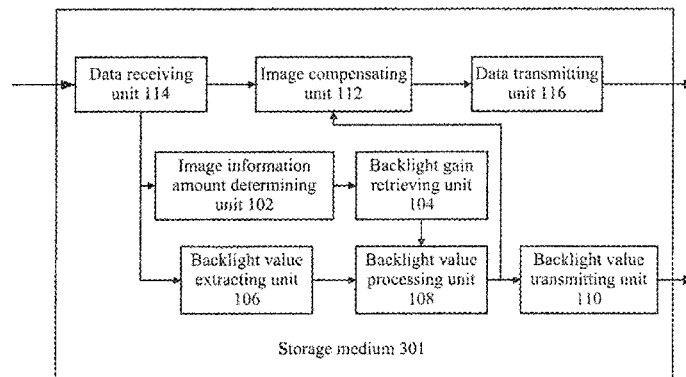 Data receiving
unit 114
Image compensating
unit 112
Data transmitting
unit 116
Image information
amount determining
unit 102
Backlight gain
retrieving unit
104
Backlight value
extracting unit
106
Backlight value
processing unit
108
Backlight value
transmitting unit
110
Storage medium 301